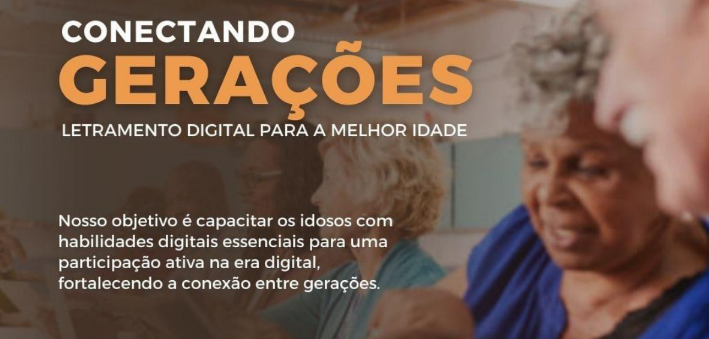 CONECTANDO
GERAÇÕES
LETRAMENTO DIGITAL PARA A MELHOR IDADE
Nosso objetivo é capacitar os idosos com
habilidades digitais essenciais para uma
participação ativa na era digital,
fortalecendo a conexão entre gerações.